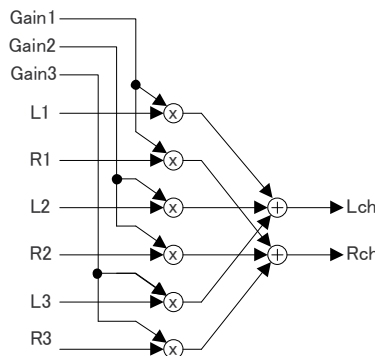 Gain1
Gain2
Gain3
L1
x
R1
x
L2
x
+
Lch
R2
x
+
Rch
L3
x
R3
x